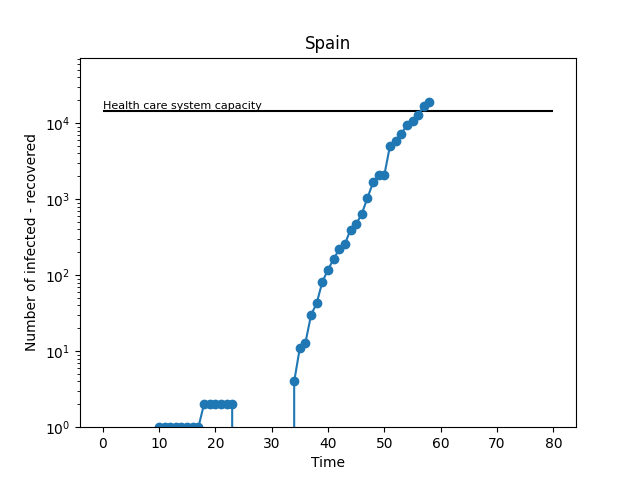 Spain
Number of infected - recovered
Health care system capacity
10^4
10^3
10^2
10^1
10^0
0 10 20 30 40 50 60 70 80
Time